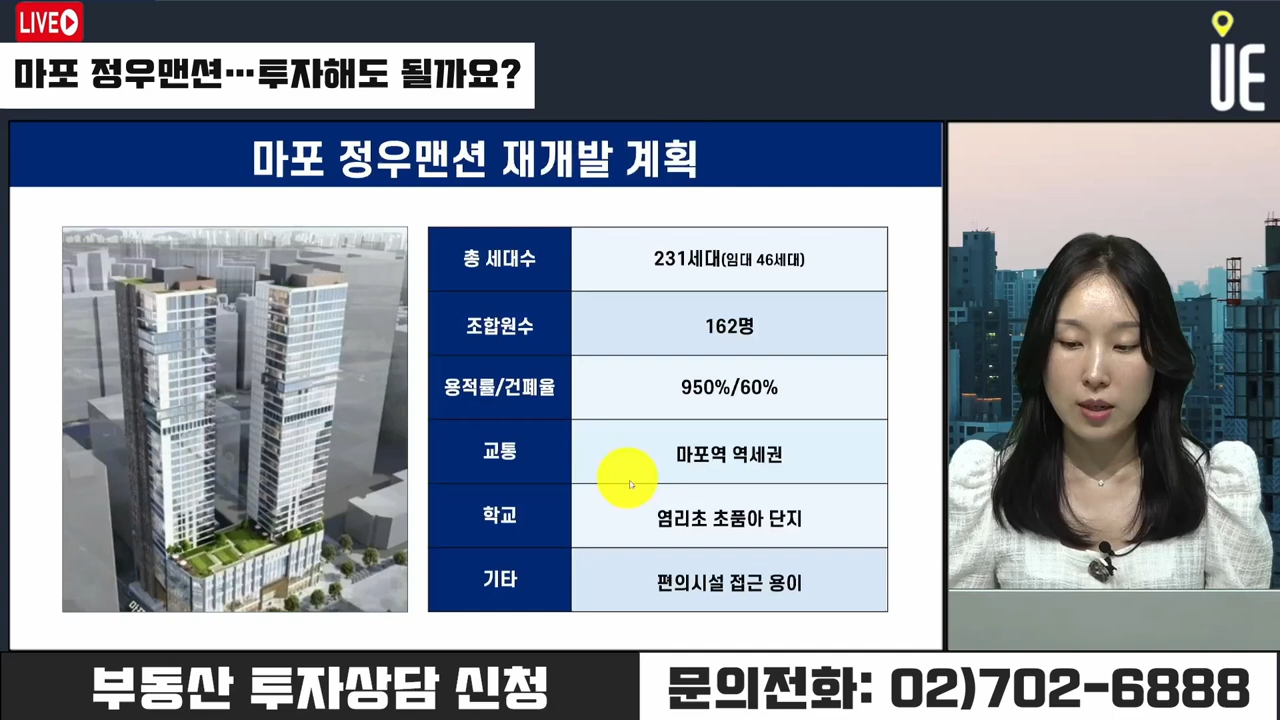 LIVE
마포 정우맨션…투자해도 될까요?
UE
마포 정우맨션 재개발 계획
총 세대수 231세대(임대 46세대)
조합원수 162명
용적률/건폐율 950%/60%
교통 마포역 역세권
학교 염리초 초품아 단지
기타 편의시설 접근 용이
부동산 투자상담 신청
문의전화: 02)702-6888